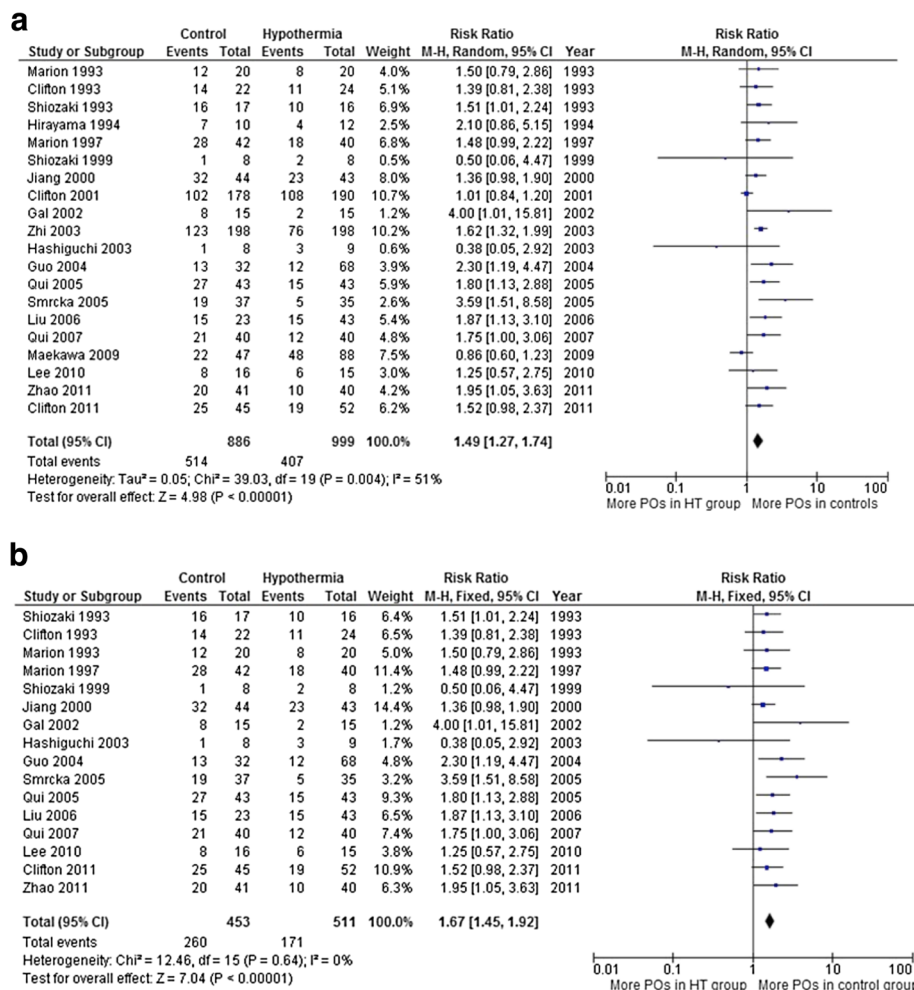 a
Control Hypothermia Risk Ratio Risk Ratio
Study or Subgroup Events Total Events Total Weight M-H, Random, 95% CI Year M-H, Random, 95% CI
Marion 1993 12 20 8 20 4.0% 1.50 [0.79, 2.86] 1993
Clifton 1993 14 22 11 24 5.1% 1.39 [0.81, 2.38] 1993
Shiozaki 1993 16 17 10 16 6.9% 1.51 [1.01, 2.24] 1993
Hirayama 1994 7 10 4 12 2.5% 2.10 [0.86, 5.15] 1994
Marion 1997 28 42 18 40 6.8% 1.48 [0.99, 2.22] 1997
Shiozaki 1999 1 8 2 8 0.5% 0.50 [0.06, 4.47] 1999
Jiang 2000 32 44 23 43 8.0% 1.36 [0.98, 1.90] 2000
Clifton 2001 102 178 108 190 10.7% 1.01 [0.84, 1.20] 2001
Gal 2002 8 15 2 15 1.2% 4.00 [1.01, 15.81] 2002
Zhi 2003 123 198 76 198 10.2% 1.62 [1.32, 1.99] 2003
Hashiguchi 2003 1 8 3 9 0.6% 0.38 [0.05, 2.92] 2003
Guo 2004 13 32 12 68 3.9% 2.30 [1.19, 4.47] 2004
Qui 2005 27 43 15 43 5.9% 1.80 [1.13, 2.88] 2005
Smrcka 2005 19 37 5 35 2.6% 3.59 [1.51, 8.58] 2005
Liu 2006 15 23 15 43 5.4% 1.87 [1.13, 3.10] 2006
Qui 2007 21 40 12 40 4.8% 1.75 [1.00, 3.06] 2007
Maekawa 2009 22 47 48 88 7.5% 0.86 [0.60, 1.23] 2009
Lee 2010 8 16 6 15 3.0% 1.25 [0.57, 2.75] 2010
Zhao 2011 20 41 10 40 4.2% 1.95 [1.05, 3.63] 2011
Clifton 2011 25 45 19 52 6.2% 1.52 [0.98, 2.37] 2011
Total (95% CI) 886 999 100.0% 1.49 [1.27, 1.74]
Total events 514 407
Heterogeneity: Tau² = 0.05; Chi² = 39.03, df = 19 (P = 0.004); I² = 51%
Test for overall effect: Z = 4.98 (P < 0.00001)
0.01 0.1 1 10 100
More POs in HT group More POs in controls
b
Control Hypothermia Risk Ratio Risk Ratio
Study or Subgroup Events Total Events Total Weight M-H, Fixed, 95% CI Year M-H, Fixed, 95% CI
Shiozaki 1993 16 17 10 16 6.4% 1.51 [1.01, 2.24] 1993
Clifton 1993 14 22 11 24 6.5% 1.39 [0.81, 2.38] 1993
Marion 1993 12 20 8 20 5.0% 1.50 [0.79, 2.86] 1993
Marion 1997 28 42 18 40 11.4% 1.48 [0.99, 2.22] 1997
Shiozaki 1999 1 8 2 8 1.2% 0.50 [0.06, 4.47] 1999
Jiang 2000 32 44 23 43 14.4% 1.36 [0.98, 1.90] 2000
Gal 2002 8 15 2 15 1.2% 4.00 [1.01, 15.81] 2002
Hashiguchi 2003 1 8 3 9 1.7% 0.38 [0.05, 2.92] 2003
Guo 2004 13 32 12 68 4.8% 2.30 [1.19, 4.47] 2004
Smrcka 2005 19 37 5 35 3.2% 3.59 [1.51, 8.58] 2005
Qui 2005 27 43 15 43 9.3% 1.80 [1.13, 2.88] 2005
Liu 2006 15 23 15 43 6.5% 1.87 [1.13, 3.10] 2006
Qui 2007 21 40 12 40 7.4% 1.75 [1.00, 3.06] 2007
Lee 2010 8 16 6 15 3.8% 1.25 [0.57, 2.75] 2010
Clifton 2011 25 45 19 52 10.9% 1.52 [0.98, 2.37] 2011
Zhao 2011 20 41 10 40 6.3% 1.95 [1.05, 3.63] 2011
Total (95% CI) 453 511 100.0% 1.67 [1.45, 1.92]
Total events 260 171
Heterogeneity: Chi² = 12.46, df = 15 (P = 0.64); I² = 0%
Test for overall effect: Z = 7.04 (P < 0.00001)
0.01 0.1 1 10 100
More POs in HT group More POs in control group